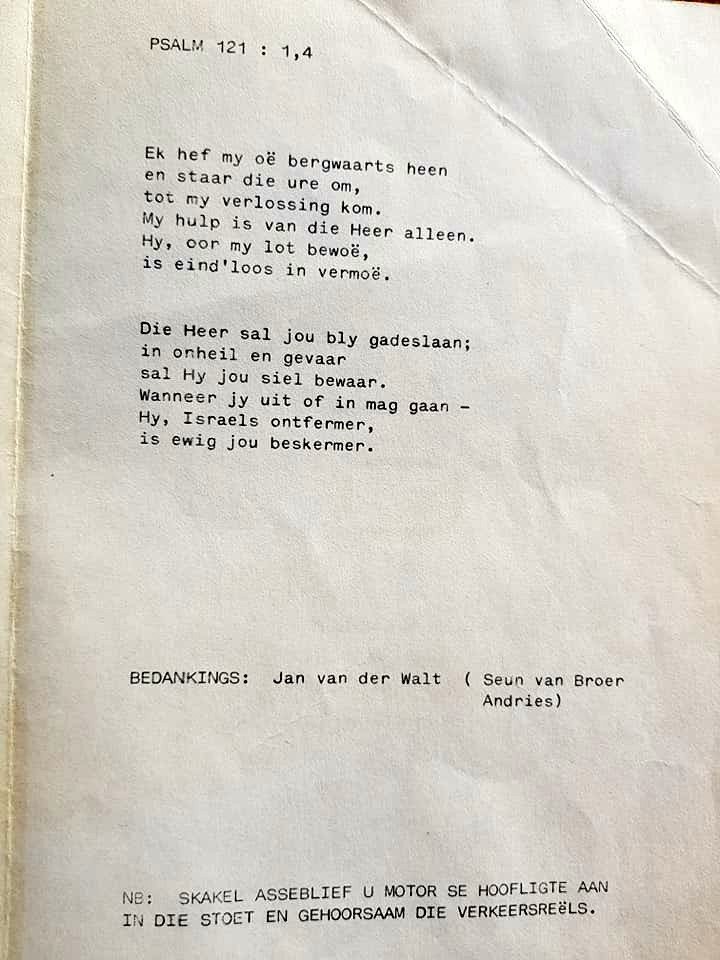 PSALM 121 : 1,4
Ek hef my oë bergwaarts heen
en staar die ure om,
tot my verlossing kom.
My hulp is van die Heer alleen.
Hy, oor my lot bewoë,
is eind'loos in vermoë.
Die Heer sal jou bly gadeslaan;
in onheil en gevaar
sal Hy jou siel bewaar.
Wanneer jy uit of in mag gaan –
Hy, Israels ontfermer,
is ewig jou beskermer.
BEDANKINGS: Jan van der Walt ( Seun van Broer
Andries)
NB: SKAKEL ASSEBLIEF U MOTOR SE HOOFLIGTE AAN
IN DIE STOET EN GEHOORSAAM DIE VERKEERSREëLS.